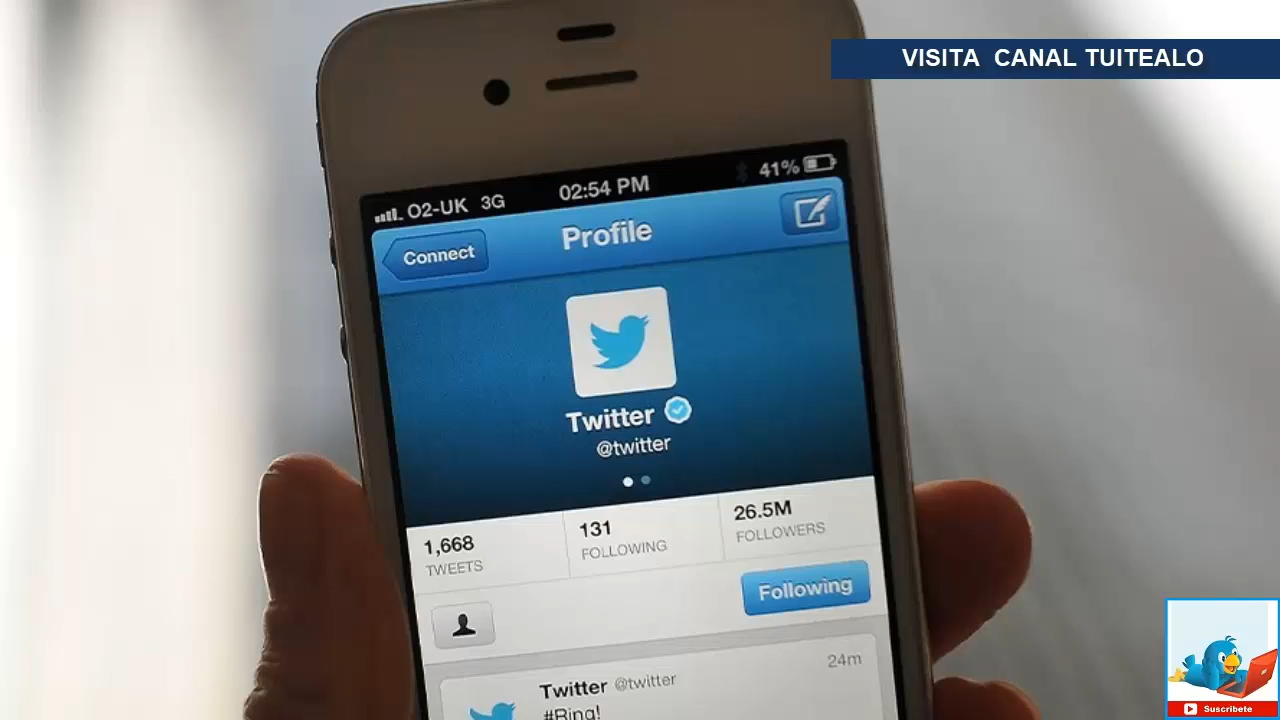 VISITA CANAL TUITEALO
O2-UK 3G 02:54 PM 41%
Connect Profile
Twitter
@twitter
1,668 131 26.5M
TWEETS FOLLOWING FOLLOWERS
Following
Twitter @twitter 24m
#Ring!
Suscribete